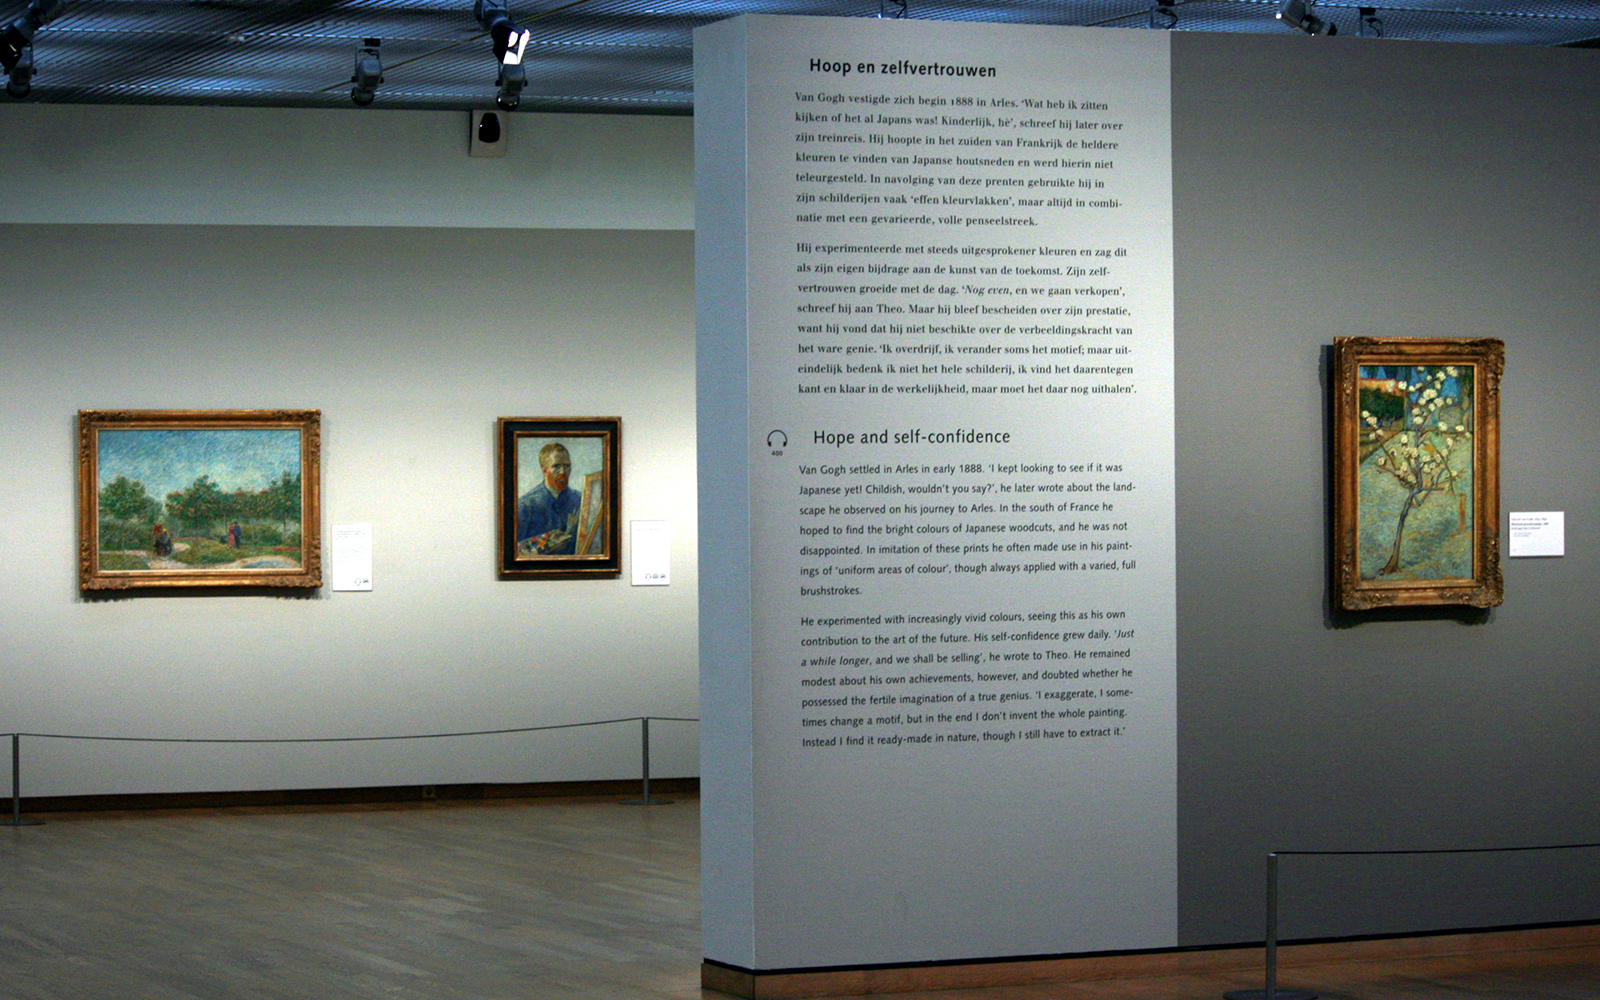 Hoop en zelfvertrouwen
Van Gogh vestigde zich begin 1888 in Arles. ‘Wat heb ik zitten
kijken of het al Japans was! Kinderlijk, hè’, schreef hij later over
zijn treinreis. Hij hoopte in het zuiden van Frankrijk de heldere
kleuren te vinden van Japanse houtsneden en werd hierin niet
teleurgesteld. In navolging van deze prenten gebruikte hij in
zijn schilderijen vaak ‘effen kleurvlakken’, maar altijd in combi-
natie met een gevarieerde, volle penseelstreek.
Hij experimenteerde met steeds uitgesprokener kleuren en zag dit
als zijn eigen bijdrage aan de kunst van de toekomst. Zijn zelf-
vertrouwen groeide met de dag. ‘Nog even, en we gaan verkopen’,
schreef hij aan Theo. Maar hij bleef bescheiden over zijn prestatie,
want hij vond dat hij niet beschikte over de verbeeldingskracht van
het ware genie. ‘Ik overdrijf, ik verander soms het motief; maar uit-
eindelijk bedenk ik niet het hele schilderij, ik vind het daarentegen
kant en klaar in de werkelijkheid, maar moet het daar nog uithalen’.
Hope and self-confidence
400
Van Gogh settled in Arles in early 1888. ‘I kept looking to see if it was
Japanese yet! Childish, wouldn’t you say?’, he later wrote about the land-
scape he observed on his journey to Arles. In the south of France he
hoped to find the bright colours of Japanese woodcuts, and he was not
disappointed. In imitation of these prints he often made use in his paint-
ings of ‘uniform areas of colour’, though always applied with a varied, full
brushstrokes.
He experimented with increasingly vivid colours, seeing this as his own
contribution to the art of the future. His self-confidence grew daily. ‘Just
a while longer, and we shall be selling’, he wrote to Theo. He remained
modest about his own achievements, however, and doubted whether he
possessed the fertile imagination of a true genius. ‘I exaggerate, I some-
times change a motif, but in the end I don’t invent the whole painting.
Instead I find it ready-made in nature, though I still have to extract it.’